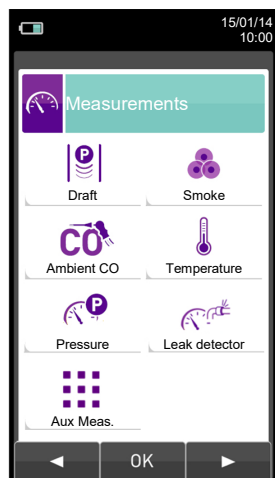 15/01/14
10:00
Measurements
P
Draft
Smoke
CO
Ambient CO
Temperature
P
Pressure
Leak detector
Aux Meas.
OK